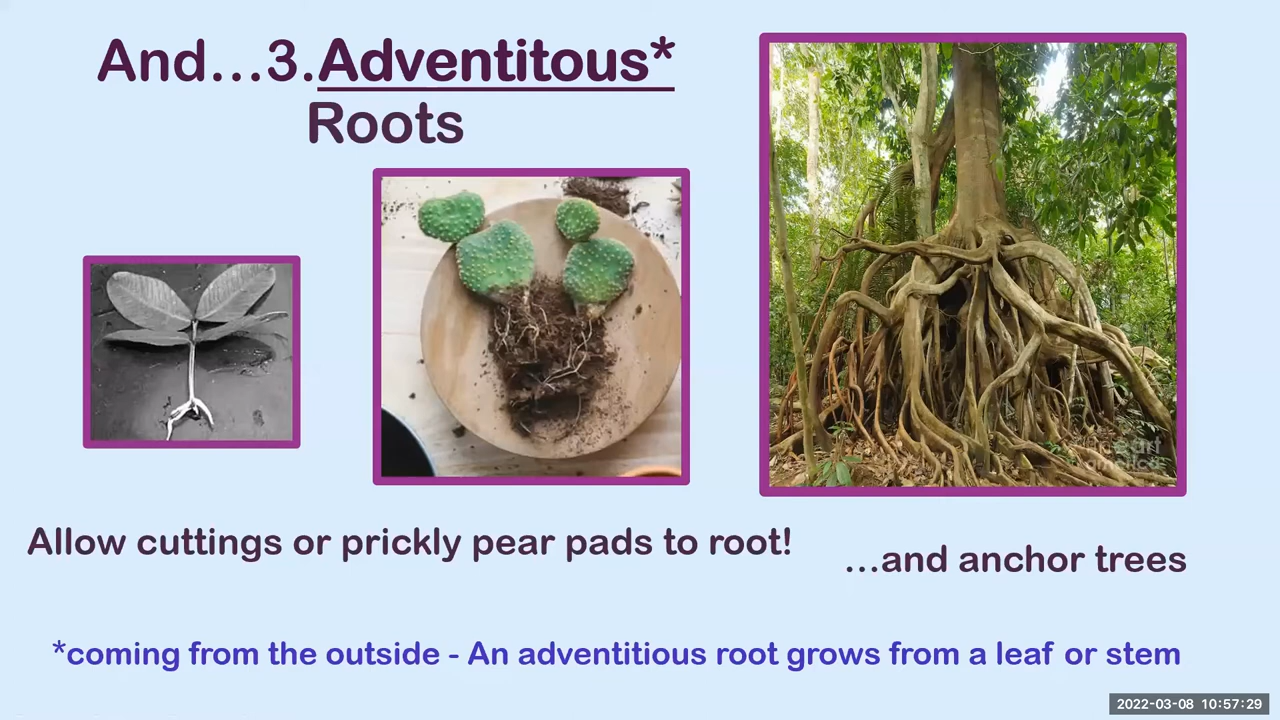 And...3.Adventitous*
Roots
Allow cuttings or prickly pear pads to root!
...and anchor trees
*coming from the outside - An adventitious root grows from a leaf or stem
2022-03-08 10:57:29